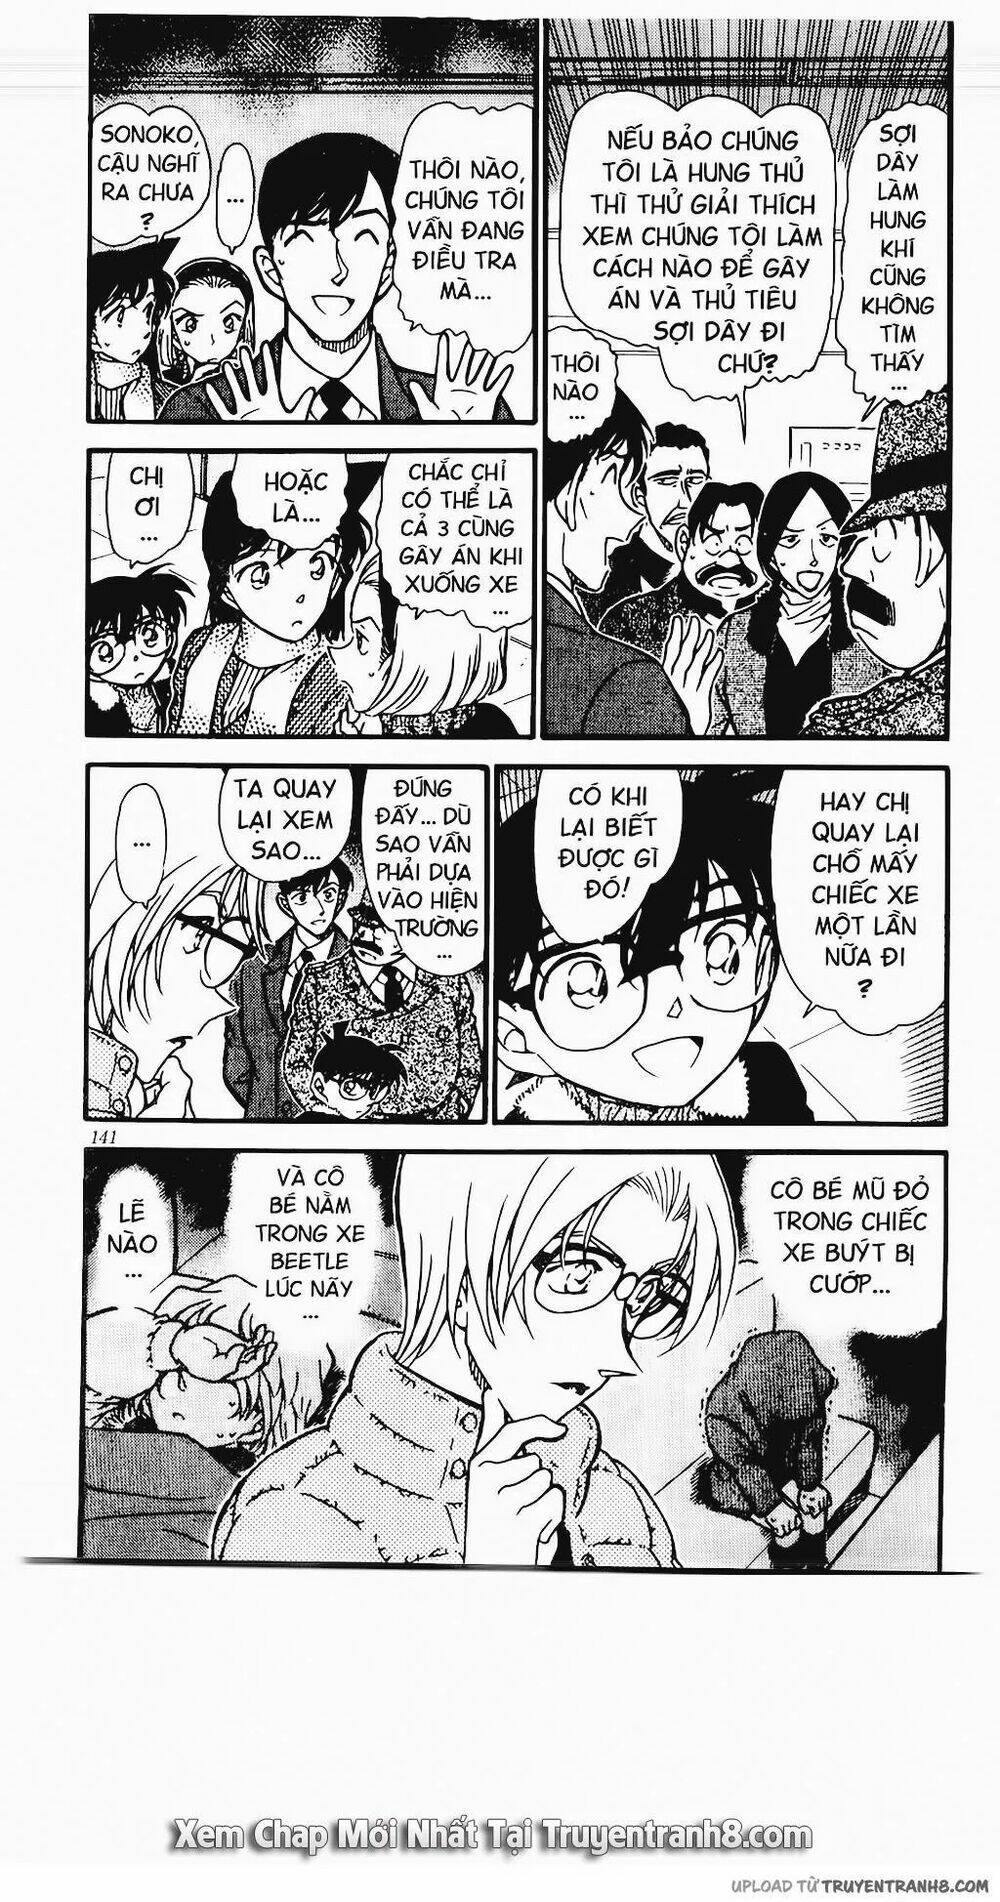 SỢI
DÂY
LÀM
HUNG
KHÍ
CŨNG
KHÔNG
TÌM
THẤY
...
NẾU BẢO CHÚNG
TÔI LÀ HUNG THỦ
THÌ THỬ GIẢI THÍCH
XEM CHÚNG TÔI LÀM
CÁCH NÀO ĐỂ GÂY
ÁN VÀ THỦ TIÊU
SỢI DÂY ĐI
CHỨ?
THÔI
NÀO
...
THÔI NÀO,
CHÚNG TÔI
VẪN ĐANG
ĐIỀU TRA
MÀ...
...
SONOKO,
CẬU NGHĨ
RA CHƯA
?
CHẮC CHỈ
CÓ THỂ LÀ
CẢ 3 CÙNG
GÂY ÁN KHI
XUỐNG XE
...
HOẶC
LÀ...
CHỊ
ƠI
...
HAY CHỊ
QUAY LẠI
CHỖ MẤY
CHIẾC XE
MỘT LẦN
NỮA ĐI
?
CÓ KHI
LẠI BIẾT
ĐƯỢC GÌ
ĐÓ!
ĐÚNG
ĐẤY... DÙ
SAO VẪN
PHẢI DỰA
VÀO HIỆN
TRƯỜNG
...
TA QUAY
LẠI XEM
SAO...
...
141
CÔ BÉ MŨ ĐỎ
TRONG CHIẾC
XE BUÝT BỊ
CƯỚP...
VÀ CÔ
BÉ NẰM
TRONG XE
BEETLE
LÚC NÃY
...
LẼ
NÀO
...
Xem Chap Mới Nhất Tại Truyentranh8.com
UPLOAD TỪ TRUYENTRANH8.COM